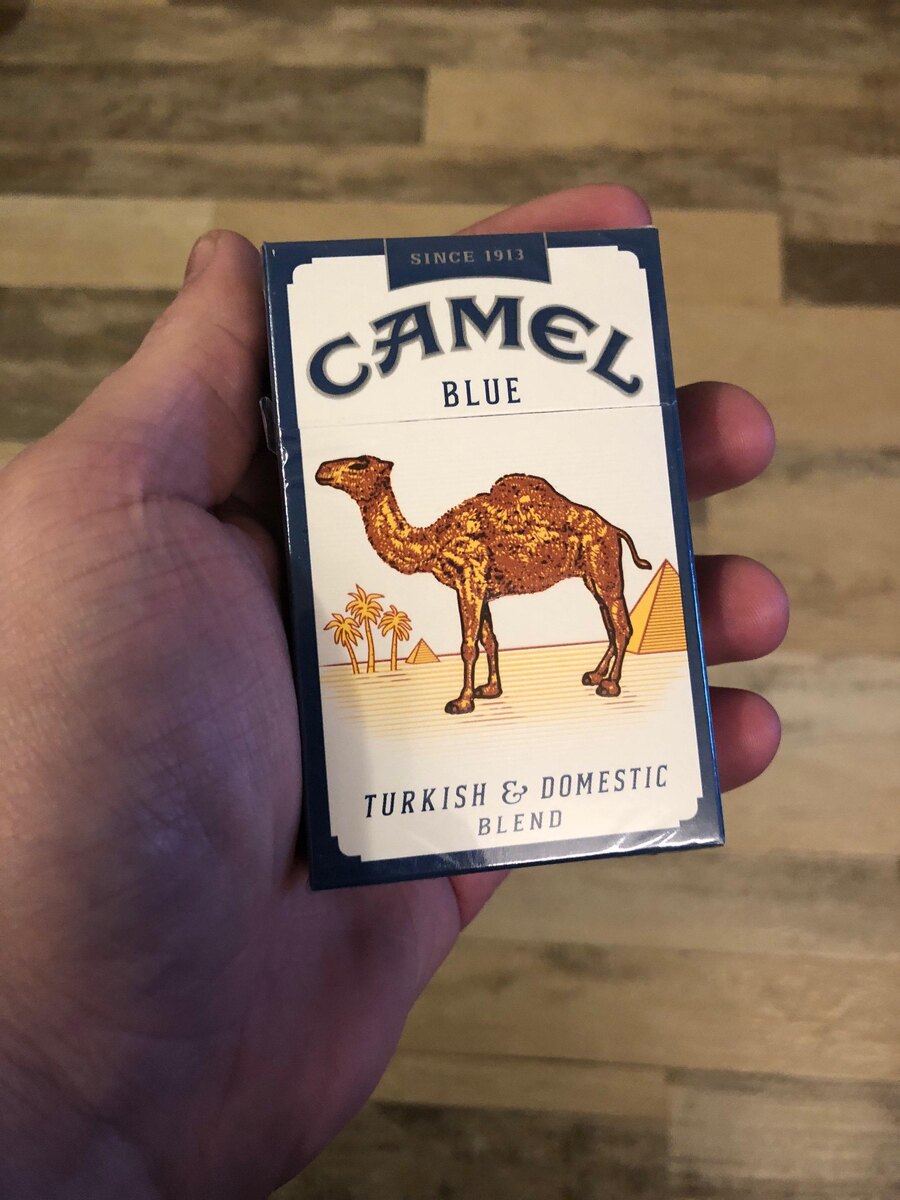 SINCE 1913
CAMEL
BLUE
TURKISH & DOMESTIC
BLEND